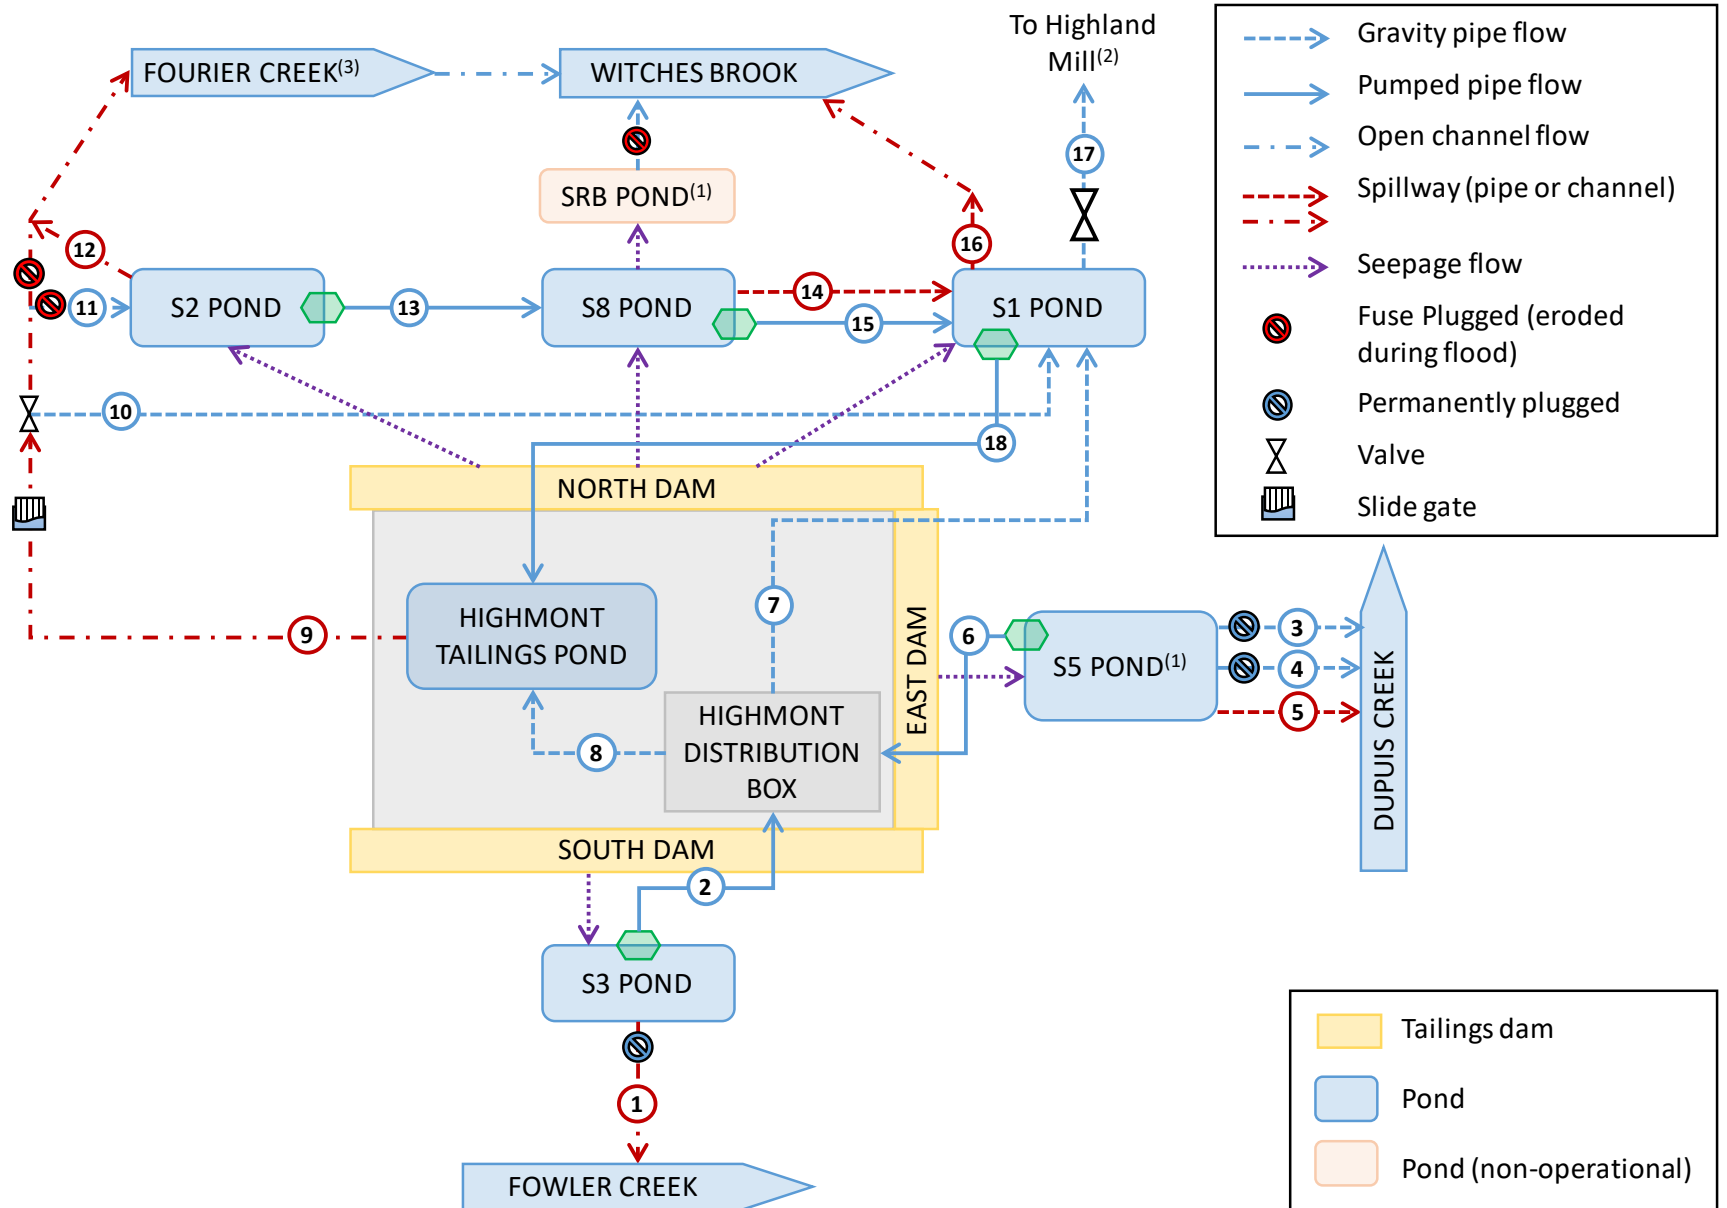 To Highland
Mill(2)
FOURIER CREEK(3)
WITCHES BROOK
17
SRB POND(1)
12
16
11
S2 POND
13
S8 POND
14
15
S1 POND
10
18
NORTH DAM
9
HIGHMONT
TAILINGS POND
7
8
HIGHMONT
DISTRIBUTION
BOX
EAST DAM
6
S5 POND(1)
3
4
5
DUPUIS CREEK
SOUTH DAM
2
S3 POND
1
FOWLER CREEK
Gravity pipe flow
Pumped pipe flow
Open channel flow
Spillway (pipe or channel)
Seepage flow
Fuse Plugged (eroded
during flood)
Permanently plugged
Valve
Slide gate
Tailings dam
Pond
Pond (non-operational)